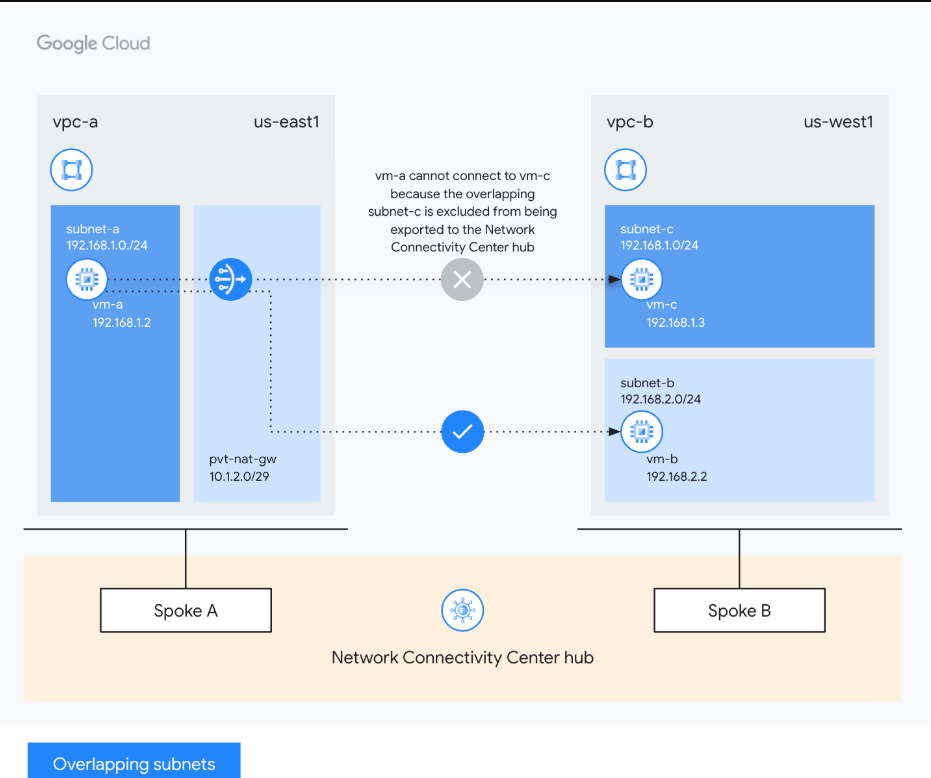 Google Cloud
vpc-a
us-east1
vpc-b
us-west1
vm-a cannot connect to vm-c
because the overlapping
subnet-c is excluded from being
exported to the Network
Connectivity Center hub
subnet-a
192.168.1.0./24
vm-a
192.168.1.2
pvt-nat-gw
10.1.2.0/29
subnet-c
192.168.1.0/24
vm-c
192.168.1.3
subnet-b
192.168.2.0/24
vm-b
192.168.2.2
Spoke A
Spoke B
Network Connectivity Center hub
Overlapping subnets